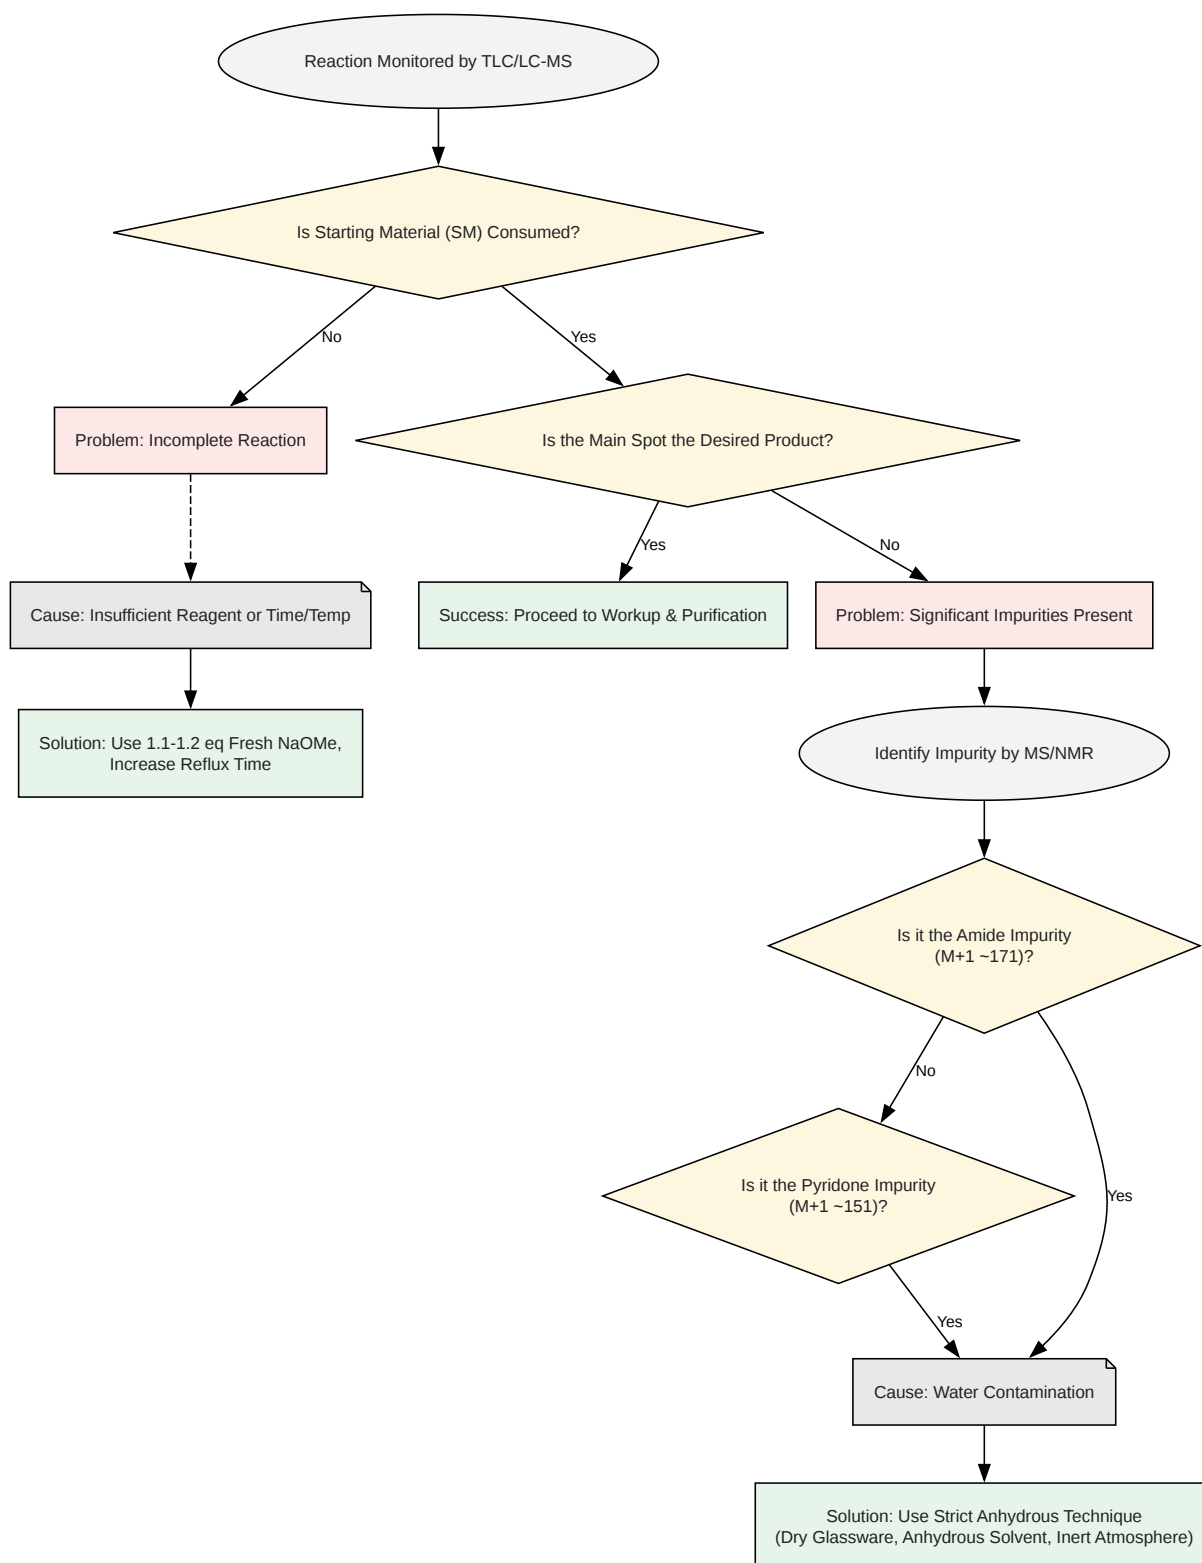 Reaction Monitored by TLC/LC-MS
Is Starting Material (SM) Consumed?
No
Yes
Problem: Incomplete Reaction
Is the Main Spot the Desired Product?
Yes
No
Cause: Insufficient Reagent or Time/Temp
Success: Proceed to Workup & Purification
Problem: Significant Impurities Present
Solution: Use 1.1-1.2 eq Fresh NaOMe,
Increase Reflux Time
Identify Impurity by MS/NMR
Is it the Amide Impurity
(M+1 ~171)?
No
Yes
Is it the Pyridone Impurity
(M+1 ~151)?
Yes
Cause: Water Contamination
Solution: Use Strict Anhydrous Technique
(Dry Glassware, Anhydrous Solvent, Inert Atmosphere)